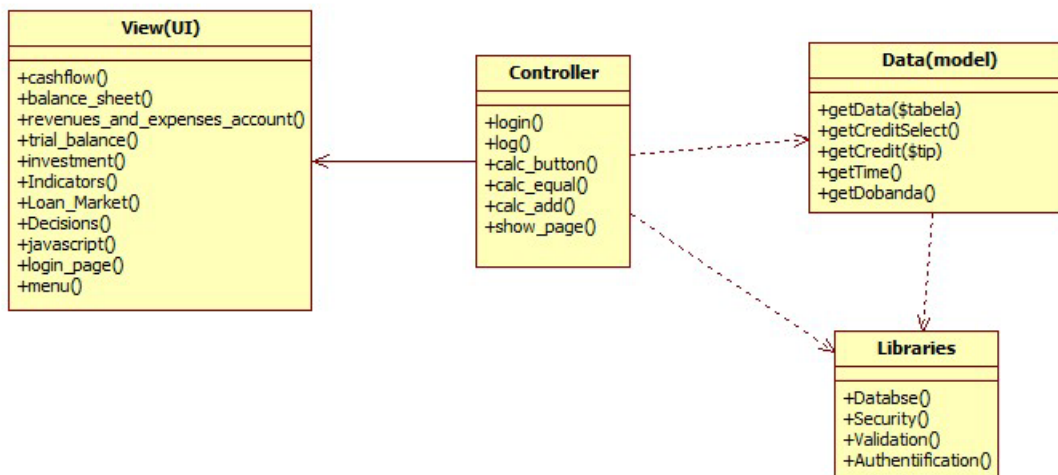 View(UI)
+cashflow()
+balance_sheet()
+revenues_and_expenses_account()
+trial_balance()
+investment()
+Indicators()
+Loan_Market()
+Decisions()
+javascript()
+login_page()
+menu()
Controller
+login()
+log()
+calc_button()
+calc_equal()
+calc_add()
+show_page()
Data(model)
+getData($tabela)
+getCreditSelect()
+getCredit($tip)
+getTime()
+getDobanda()
Libraries
+Databse()
+Security()
+Validation()
+Authentiification()